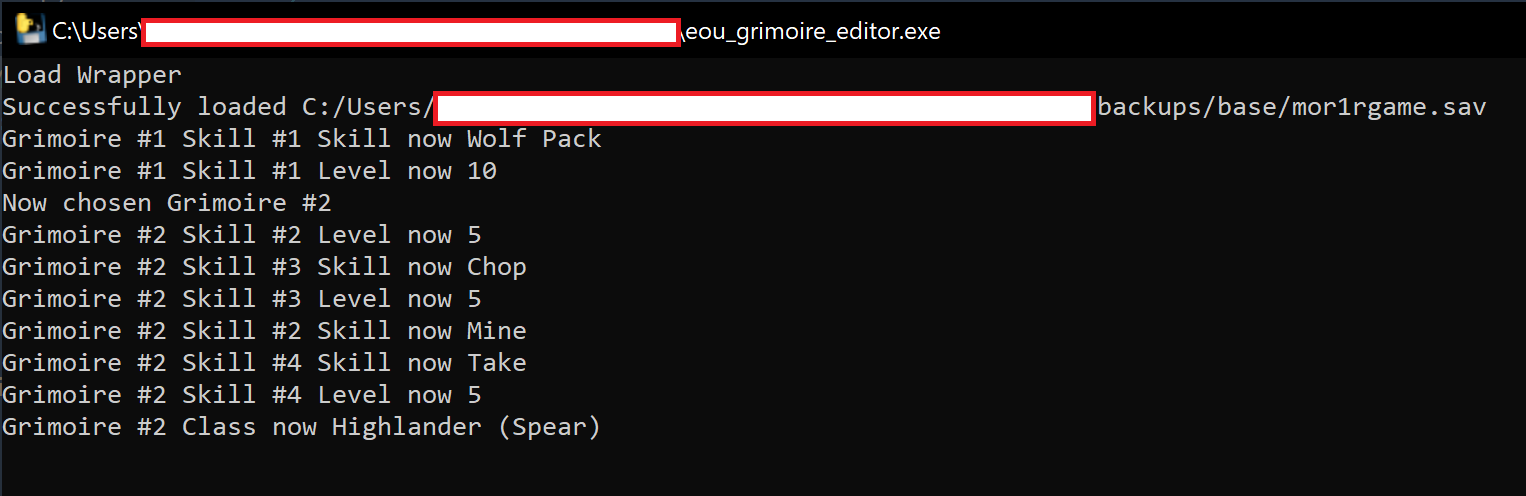 C:\Users\ \eou_grimoire_editor.exe
Load Wrapper
Successfully loaded C:/Users/ backups/base/mor1rgame.sav
Grimoire #1 Skill #1 Skill now Wolf Pack
Grimoire #1 Skill #1 Level now 10
Now chosen Grimoire #2
Grimoire #2 Skill #2 Level now 5
Grimoire #2 Skill #3 Skill now Chop
Grimoire #2 Skill #3 Level now 5
Grimoire #2 Skill #2 Skill now Mine
Grimoire #2 Skill #4 Skill now Take
Grimoire #2 Skill #4 Level now 5
Grimoire #2 Class now Highlander (Spear)